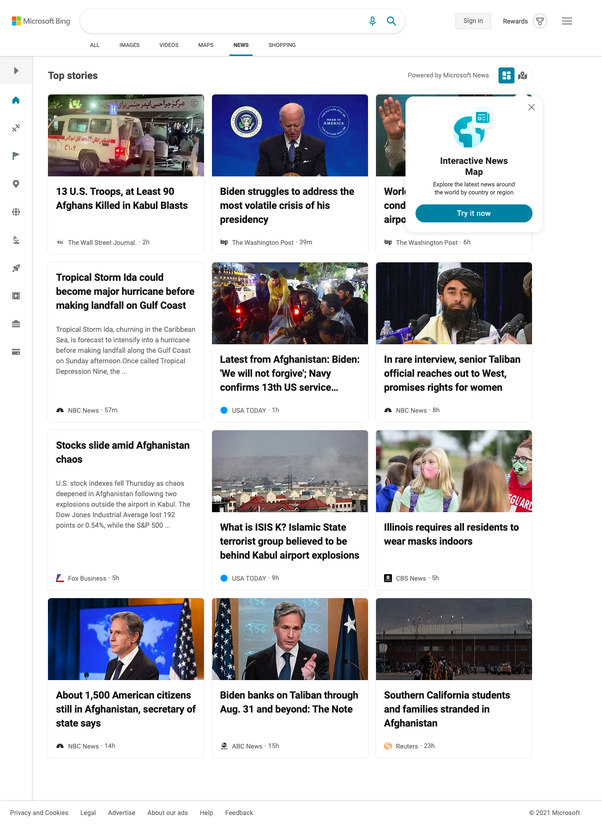 Microsoft Bing
Sign in
Rewards
ALL
IMAGES
VIDEOS
MAPS
NEWS
SHOPPING
Top stories
Powered by Microsoft News
13 U.S. Troops, at Least 90
Afghans Killed in Kabul Blasts
The Wall Street Journal. · 2h
MADE IN
AMERICA
Biden struggles to address the
most volatile crisis of his
presidency
The Washington Post · 39m
cond
airpo
The Washington Post · 6h
Interactive News
Map
Explore the latest news around
the world by country or region
Try it now
Tropical Storm Ida could
become major hurricane before
making landfall on Gulf Coast
Tropical Storm Ida, churning in the Caribbean
Sea, is forecast to intensify into a hurricane
before making landfall along the Gulf Coast
on Sunday afternoon.Once called Tropical
Depression Nine, the ...
NBC News · 57m
Latest from Afghanistan: Biden:
'We will not forgive'; Navy
confirms 13th US service...
USA TODAY · 1h
In rare interview, senior Taliban
official reaches out to West,
promises rights for women
NBC News · 8h
Stocks slide amid Afghanistan
chaos
U.S. stock indexes fell Thursday as chaos
deepened in Afghanistan following two
explosions outside the airport in Kabul. The
Dow Jones Industrial Average lost 192
points or 0.54%, while the S&P 500 ...
Fox Business · 5h
What is ISIS K? Islamic State
terrorist group believed to be
behind Kabul airport explosions
USA TODAY · 9h
Illinois requires all residents to
wear masks indoors
CBS News · 5h
About 1,500 American citizens
still in Afghanistan, secretary of
state says
NBC News · 14h
Biden banks on Taliban through
Aug. 31 and beyond: The Note
ABC News · 15h
Southern California students
and families stranded in
Afghanistan
Reuters · 23h
Privacy and Cookies
Legal
Advertise
About our ads
Help
Feedback
© 2021 Microsoft